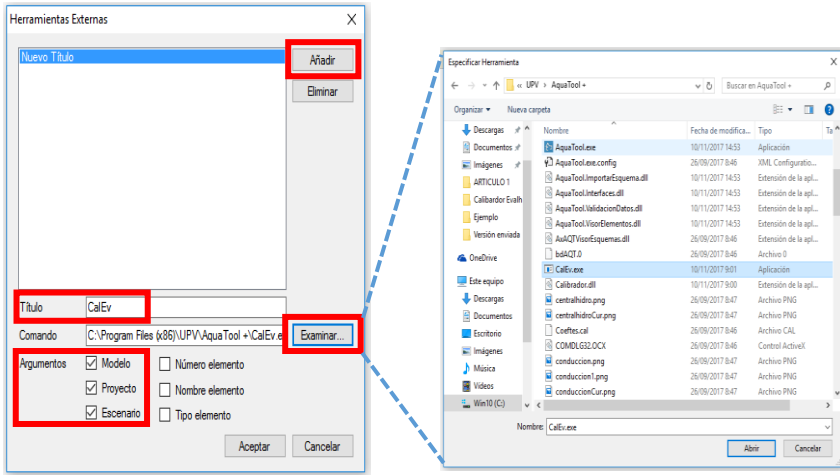 Herramientas Externas
Nuevo Título
Añadir
Eliminar
Título CalEv
Comando C:\Program Files (x86)\UPV\AquaTool +\CalEv.e Examinar...
Argumentos Modelo Número elemento
Proyecto Nombre elemento
Escenario Tipo elemento
Aceptar Cancelar
Especificar Herramienta
« UPV > AquaTool + Buscar en AquaTool +
Organizar Nueva carpeta
Descargas
Documentos
Imágenes
ARTICULO 1
Calibardor Evalh
Ejemplo
Versión enviada
OneDrive
Este equipo
Descargas
Documentos
Escritorio
Imágenes
Música
Vídeos
Win10 (C:)
Nombre Fecha de modifica... Tipo Ta
AquaTool.exe 10/11/2017 14:53 Aplicación
AquaTool.exe.config 26/09/2017 8:46 XML Configuratio...
AquaTool.ImportarEsquema.dll 10/11/2017 14:53 Extensión de la apl...
AquaTool.Interfaces.dll 10/11/2017 14:53 Extensión de la apl...
AquaTool.ValidacionDatos.dll 10/11/2017 14:53 Extensión de la apl...
AquaTool.VisorElementos.dll 10/11/2017 14:53 Extensión de la apl...
AxAQTVisorEsquemas.dll 26/09/2017 8:46 Extensión de la apl...
bdAQT.0 26/09/2017 8:46 Archivo 0
CalEv.exe 10/11/2017 9:01 Aplicación
Calibrador.dll 10/11/2017 9:00 Extensión de la apl...
centralhidro.png 26/09/2017 8:47 Archivo PNG
centralhidroCur.png 26/09/2017 8:47 Archivo PNG
Coeftes.cal 26/09/2017 8:46 Archivo CAL
COMDLG32.OCX 26/09/2017 8:46 Control ActiveX
conduccion.png 26/09/2017 8:47 Archivo PNG
conduccion1.png 26/09/2017 8:47 Archivo PNG
conduccionCur.png 26/09/2017 8:47 Archivo PNG
Nombre: CalEv.exe
Abrir Cancelar